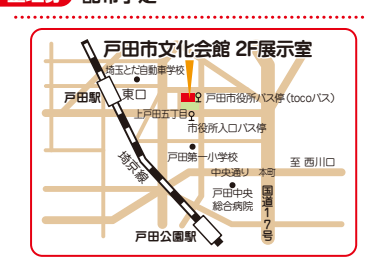 戸田市文化会館 2F展示室
埼玉とだ自動車学校
戸田駅
東口
戸田市役所バス停(tocoバス)
上戸田五丁目
市役所入口バス停
埼京線
戸田第一小学校
至 西川口
中央通り
本町
戸田中央
総合病院
国道17号
戸田公園駅